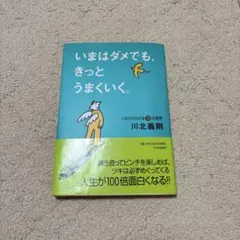 いまはダメでも、
きっと
うまくいく。
川北義則
開き直ってピンチを楽しめば、
ツキは必ずめぐってくる
人生が100倍面白くなる!!